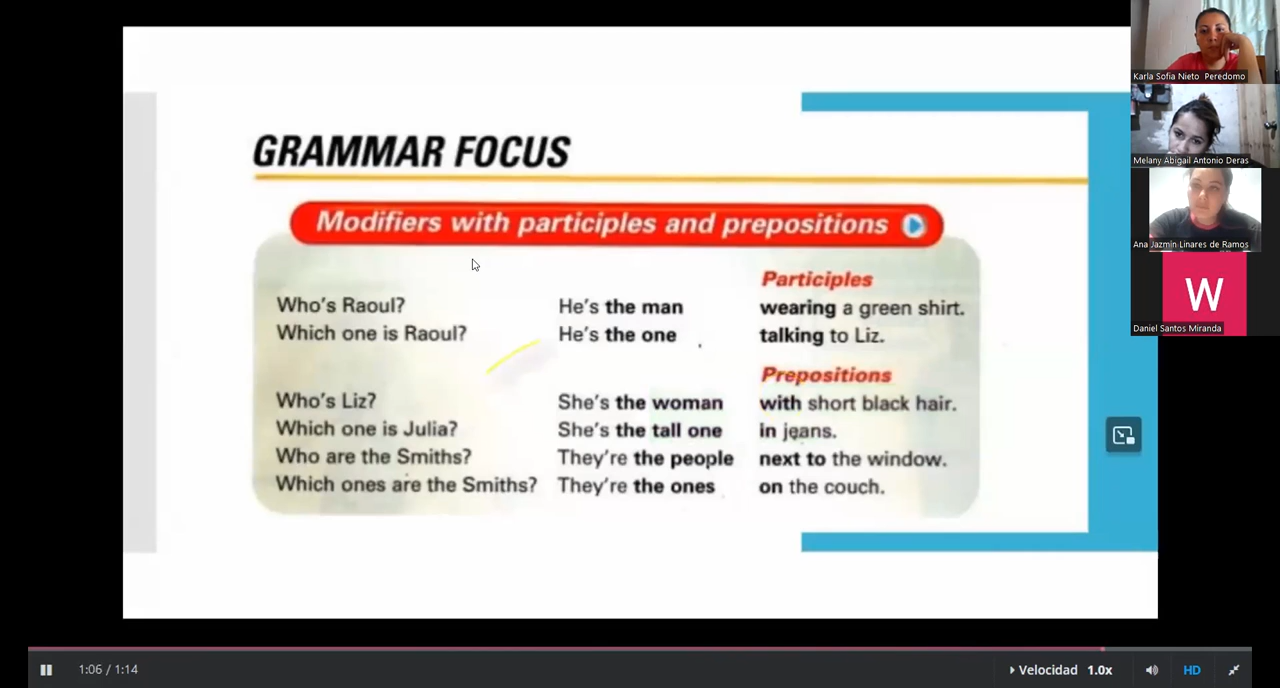 GRAMMAR FOCUS
Modifiers with participles and prepositions
Participles
Who's Raoul? He's the man wearing a green shirt.
Which one is Raoul? He's the one talking to Liz.
Prepositions
Who's Liz? She's the woman with short black hair.
Which one is Julia? She's the tall one in jeans.
Who are the Smiths? They're the people next to the window.
Which ones are the Smiths? They're the ones on the couch.
Karla Sofia Nieto Peredomo
Melany Abigail Antonio Deras
Ana Jazmín Linares de Ramos
W
Daniel Santos Miranda
1:06 / 1:14
Velocidad 1.0x
HD